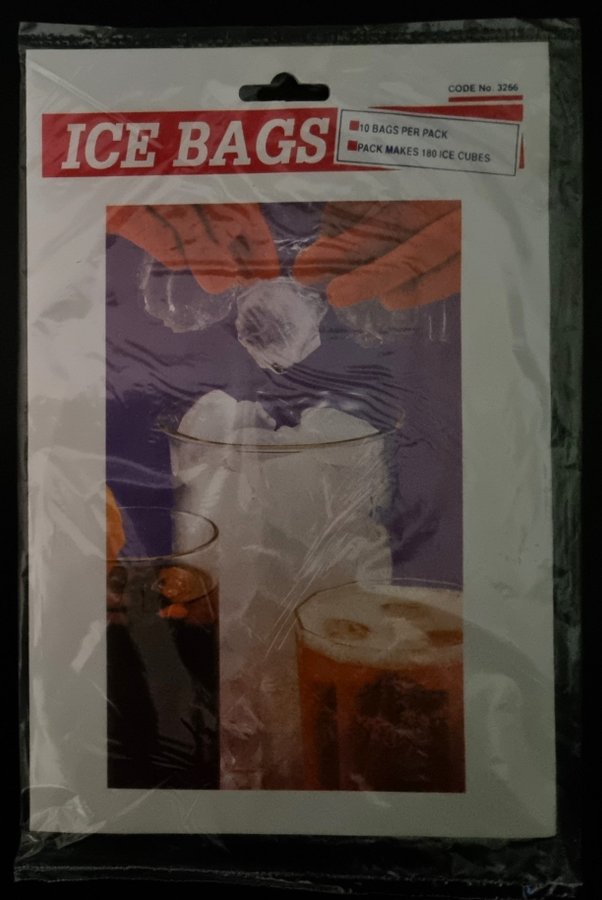 CODE No. 3266
ICE BAGS
10 BAGS PER PACK
PACK MAKES 180 ICE CUBES